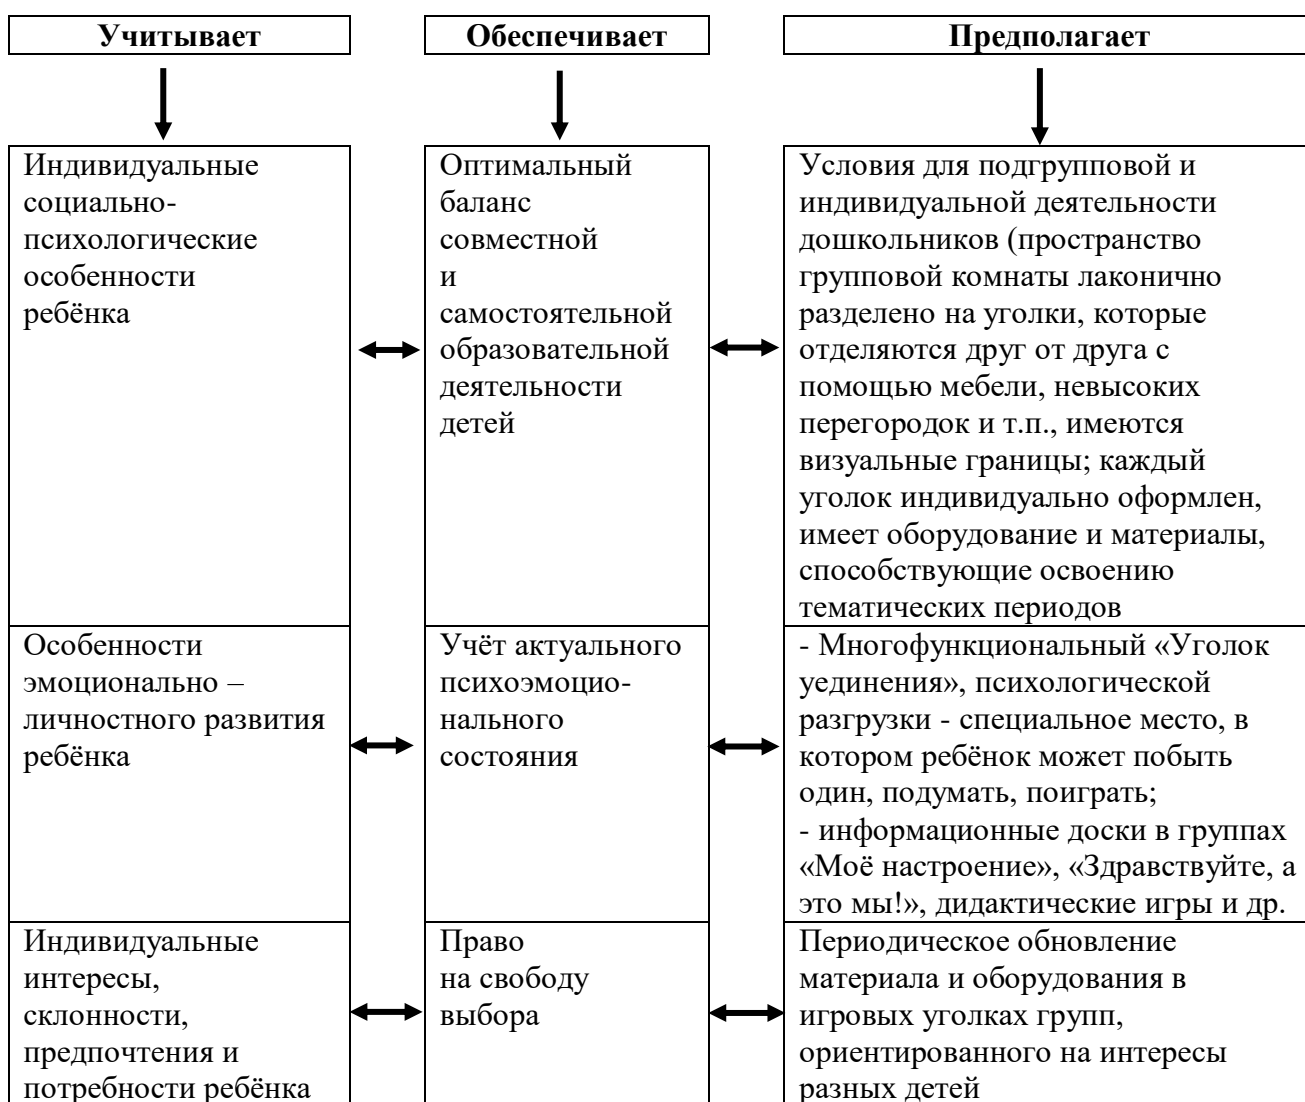 Учитывает
Обеспечивает
Предполагает
Индивидуальные
социально-
психологические
особенности
ребёнка
Оптимальный
баланс
совместной
и
самостоятельной
образовательной
деятельности
детей
Условия для подгрупповой и
индивидуальной деятельности
дошкольников (пространство
групповой комнаты лаконично
разделено на уголки, которые
отделяются друг от друга с
помощью мебели, невысоких
перегородок и т.п., имеются
визуальные границы; каждый
уголок индивидуально оформлен,
имеет оборудование и материалы,
способствующие освоению
тематических периодов
Особенности
эмоционально –
личностного развития
ребёнка
Учёт актуального
психоэмоцио-
нального
состояния
- Многофункциональный «Уголок
уединения», психологической
разгрузки - специальное место, в
котором ребёнок может побыть
один, подумать, поиграть;
- информационные доски в группах
«Моё настроение», «Здравствуйте, а
это мы!», дидактические игры и др.
Индивидуальные
интересы,
склонности,
предпочтения и
потребности ребёнка
Право
на свободу
выбора
Периодическое обновление
материала и оборудования в
игровых уголках групп,
ориентированного на интересы
разных детей